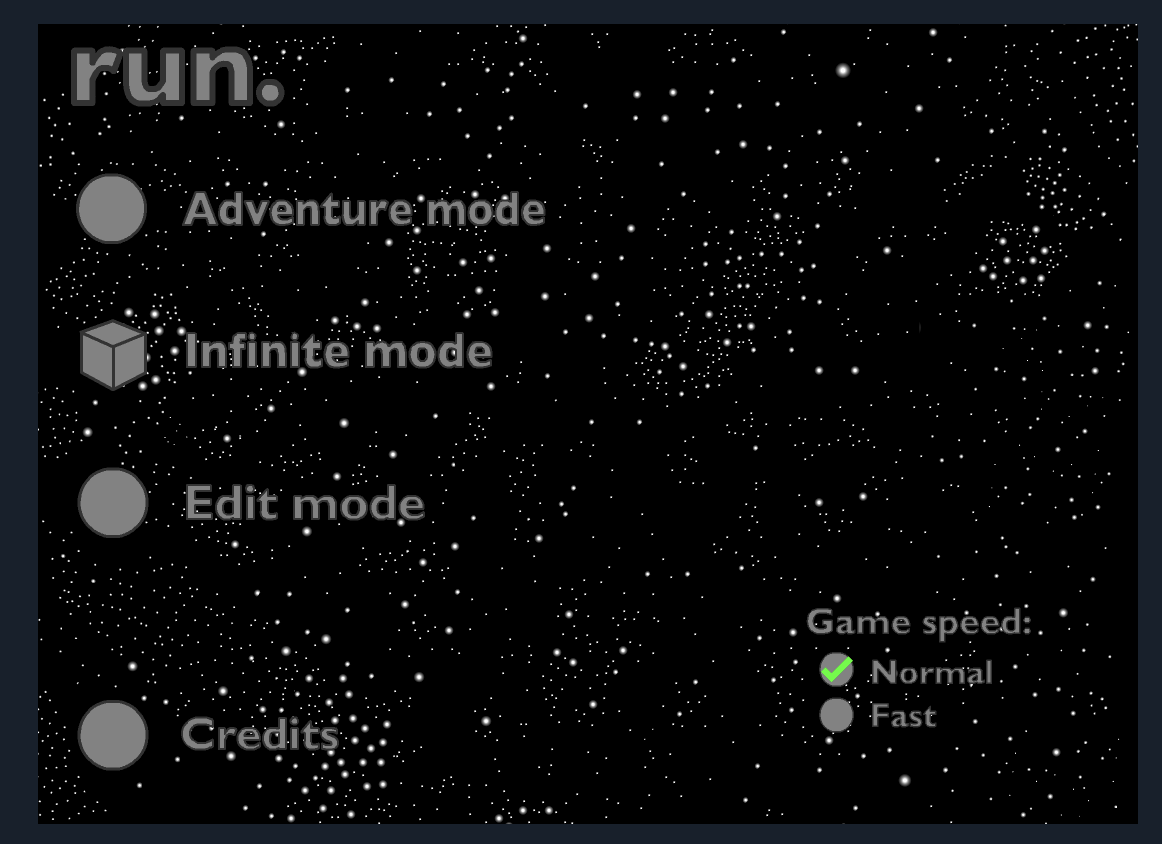 run.
Adventure mode
Infinite mode
Edit mode
Game speed:
Normal
Fast
Credits